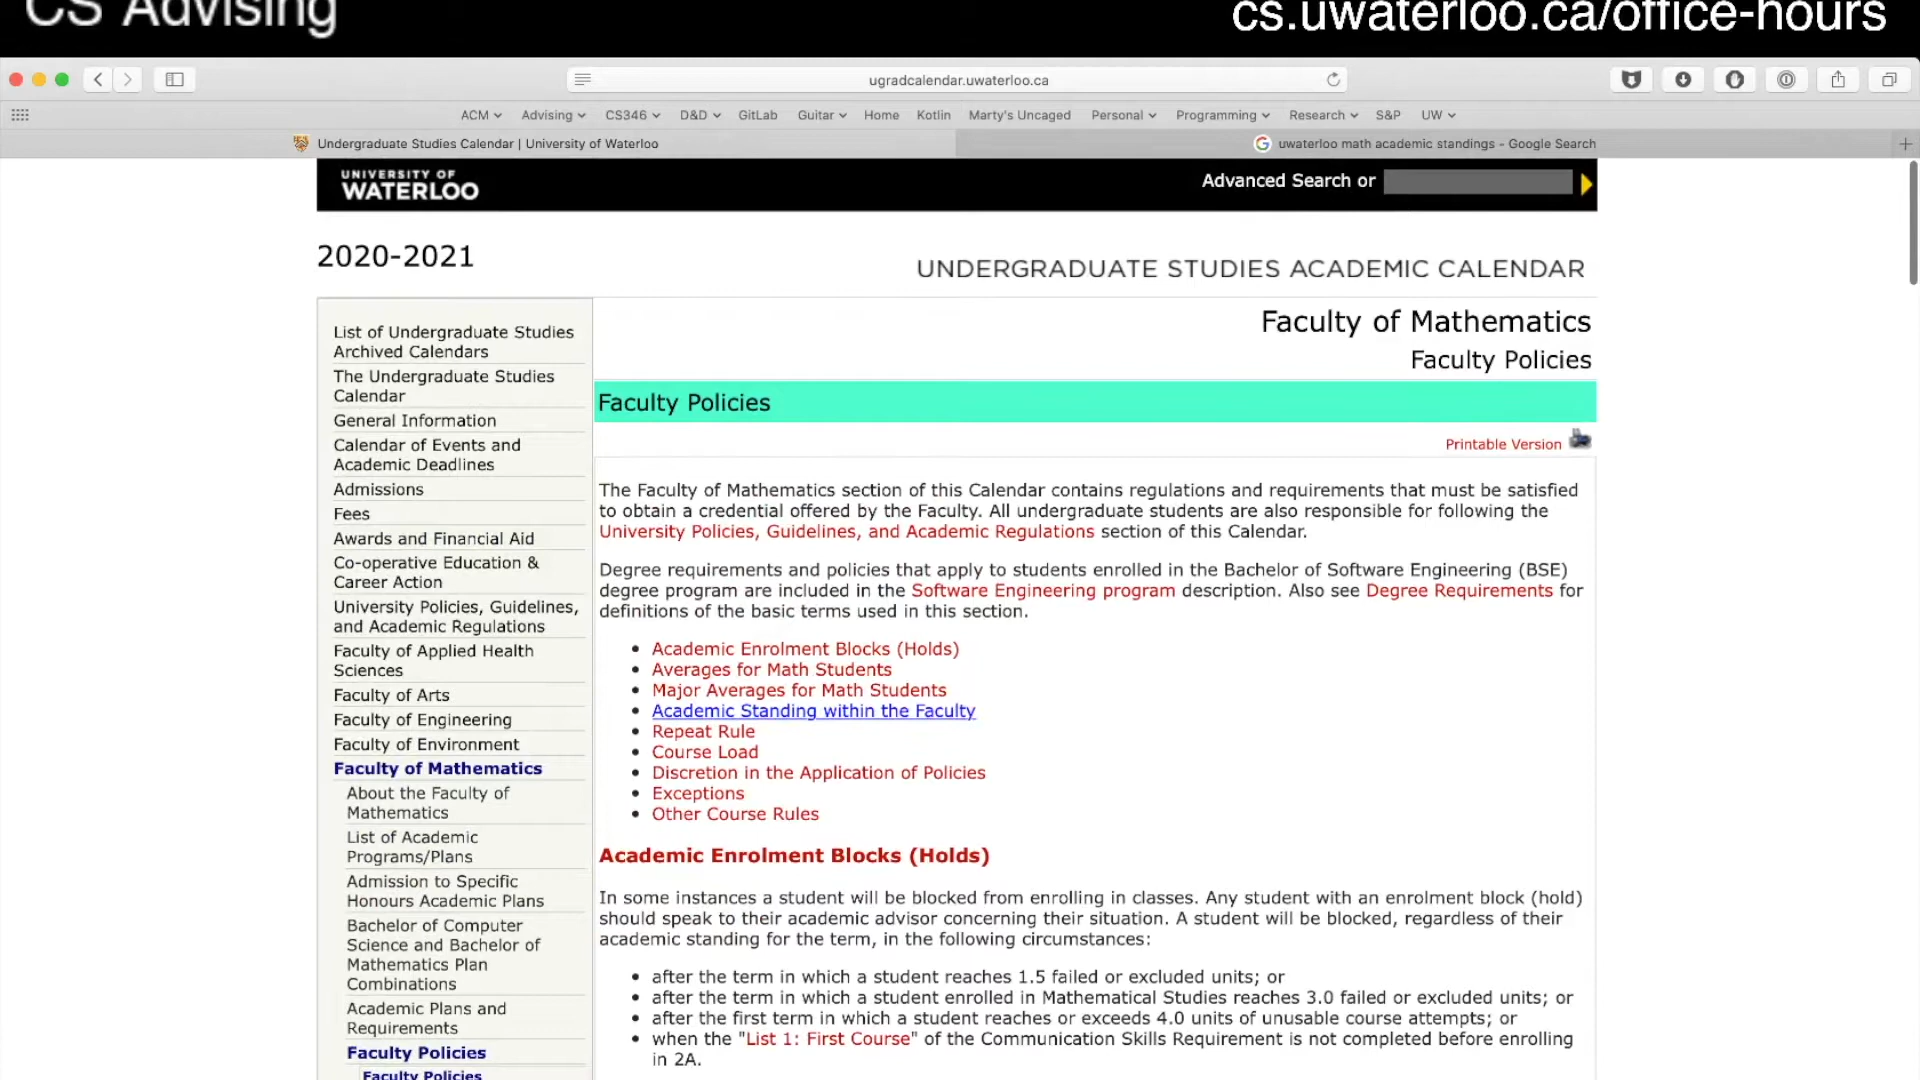 CS Advising
cs.uwaterloo.ca/office-hours
ugradcalendar.uwaterloo.ca
ACM Advising CS346 D&D GitLab Guitar Home Kotlin Marty's Uncaged Personal Programming Research S&P UW
Undergraduate Studies Calendar | University of Waterloo
uwaterloo math academic standings - Google Search
UNIVERSITY OF
WATERLOO
Advanced Search or
2020-2021
UNDERGRADUATE STUDIES ACADEMIC CALENDAR
List of Undergraduate Studies
Archived Calendars
The Undergraduate Studies
Calendar
General Information
Calendar of Events and
Academic Deadlines
Admissions
Fees
Awards and Financial Aid
Co-operative Education &
Career Action
University Policies, Guidelines,
and Academic Regulations
Faculty of Applied Health
Sciences
Faculty of Arts
Faculty of Engineering
Faculty of Environment
Faculty of Mathematics
About the Faculty of
Mathematics
List of Academic
Programs/Plans
Admission to Specific
Honours Academic Plans
Bachelor of Computer
Science and Bachelor of
Mathematics Plan
Combinations
Academic Plans and
Requirements
Faculty Policies
Faculty Policies
Faculty of Mathematics
Faculty Policies
Faculty Policies
Printable Version
The Faculty of Mathematics section of this Calendar contains regulations and requirements that must be satisfied
to obtain a credential offered by the Faculty. All undergraduate students are also responsible for following the
University Policies, Guidelines, and Academic Regulations section of this Calendar.
Degree requirements and policies that apply to students enrolled in the Bachelor of Software Engineering (BSE)
degree program are included in the Software Engineering program description. Also see Degree Requirements for
definitions of the basic terms used in this section.
• Academic Enrolment Blocks (Holds)
• Averages for Math Students
• Major Averages for Math Students
• Academic Standing within the Faculty
• Repeat Rule
• Course Load
• Discretion in the Application of Policies
• Exceptions
• Other Course Rules
Academic Enrolment Blocks (Holds)
In some instances a student will be blocked from enrolling in classes. Any student with an enrolment block (hold)
should speak to their academic advisor concerning their situation. A student will be blocked, regardless of their
academic standing for the term, in the following circumstances:
• after the term in which a student reaches 1.5 failed or excluded units; or
• after the term in which a student enrolled in Mathematical Studies reaches 3.0 failed or excluded units; or
• after the first term in which a student reaches or exceeds 4.0 units of unusable course attempts; or
• when the "List 1: First Course" of the Communication Skills Requirement is not completed before enrolling
in 2A.